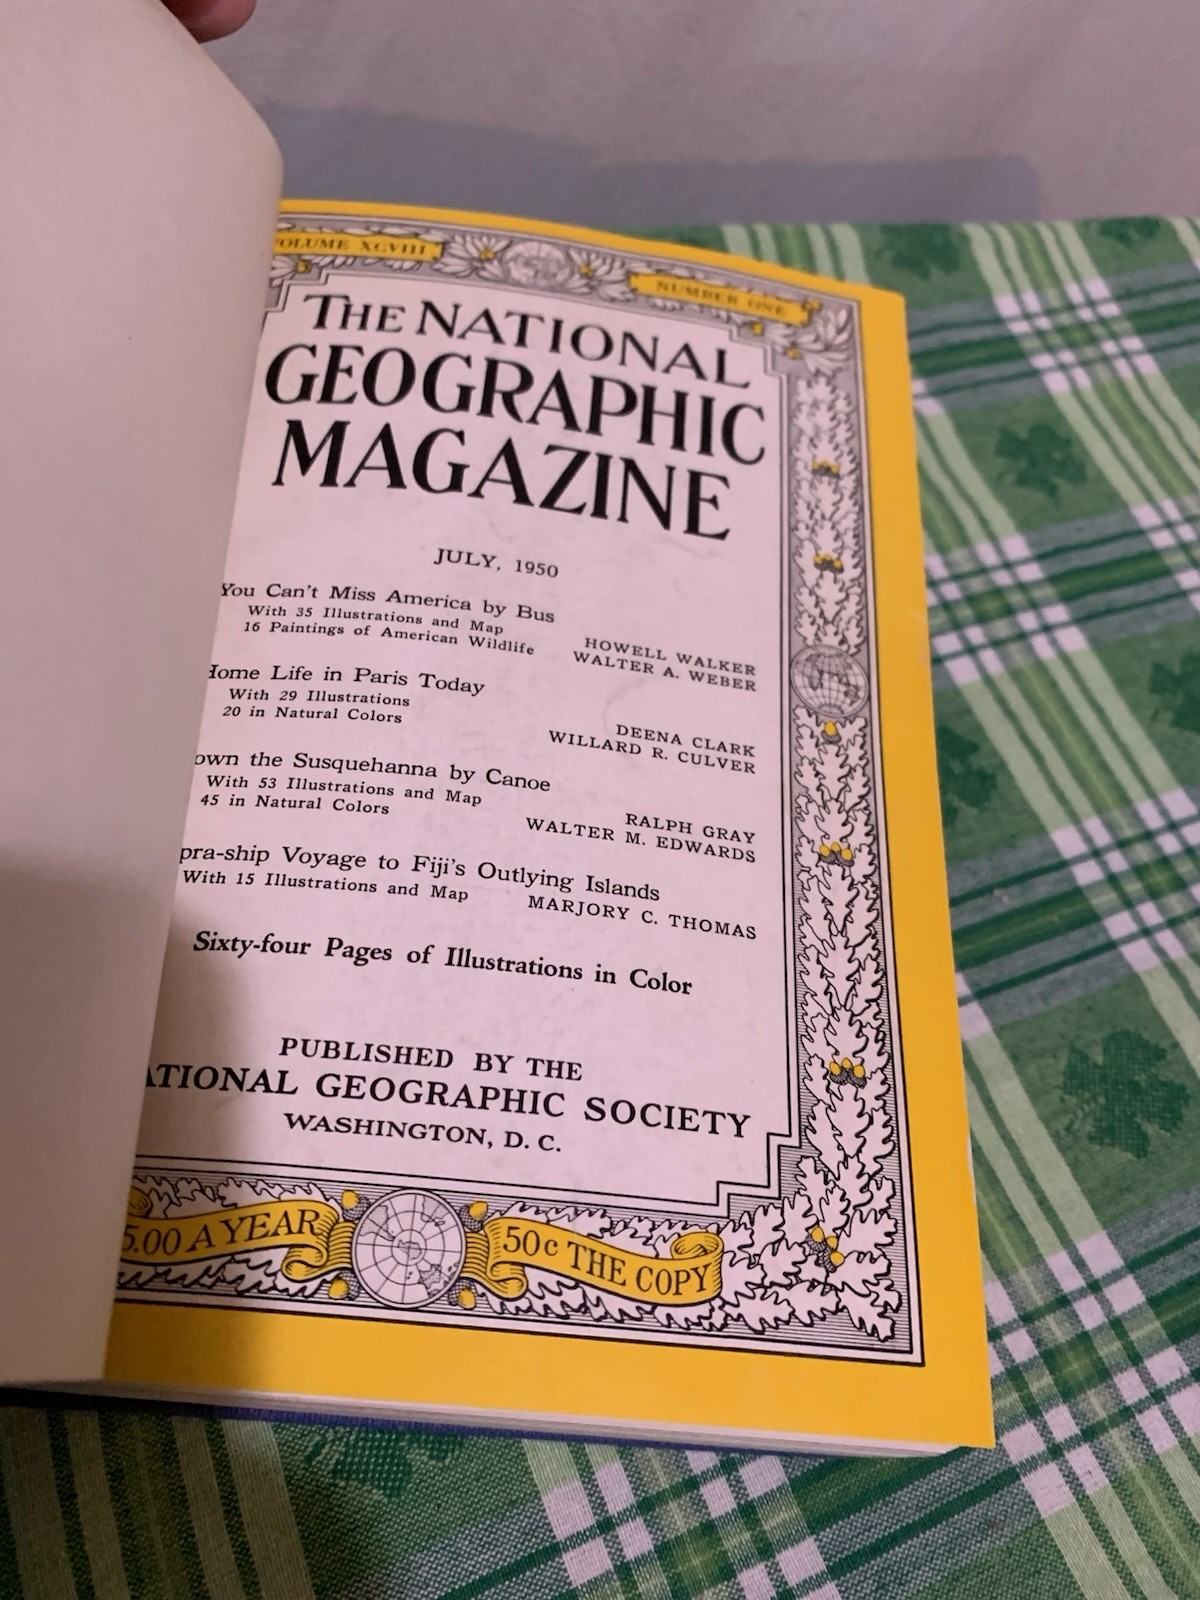 VOLUME XCVIII
NUMBER ONE
THE NATIONAL
GEOGRAPHIC
MAGAZINE
JULY, 1950
You Can't Miss America by Bus
With 35 Illustrations and Map
HOWELL WALKER
16 Paintings of American Wildlife
WALTER A. WEBER
Home Life in Paris Today
With 29 Illustrations
DEENA CLARK
20 in Natural Colors
WILLARD R. CULVER
own the Susquehanna by Canoe
With 53 Illustrations and Map
RALPH GRAY
45 in Natural Colors
WALTER M. EDWARDS
pra-ship Voyage to Fiji's Outlying Islands
With 15 Illustrations and Map
MARJORY C. THOMAS
Sixty-four Pages of Illustrations in Color
PUBLISHED BY THE
ATIONAL GEOGRAPHIC SOCIETY
WASHINGTON, D. C.
5.00 A YEAR
50c THE COPY